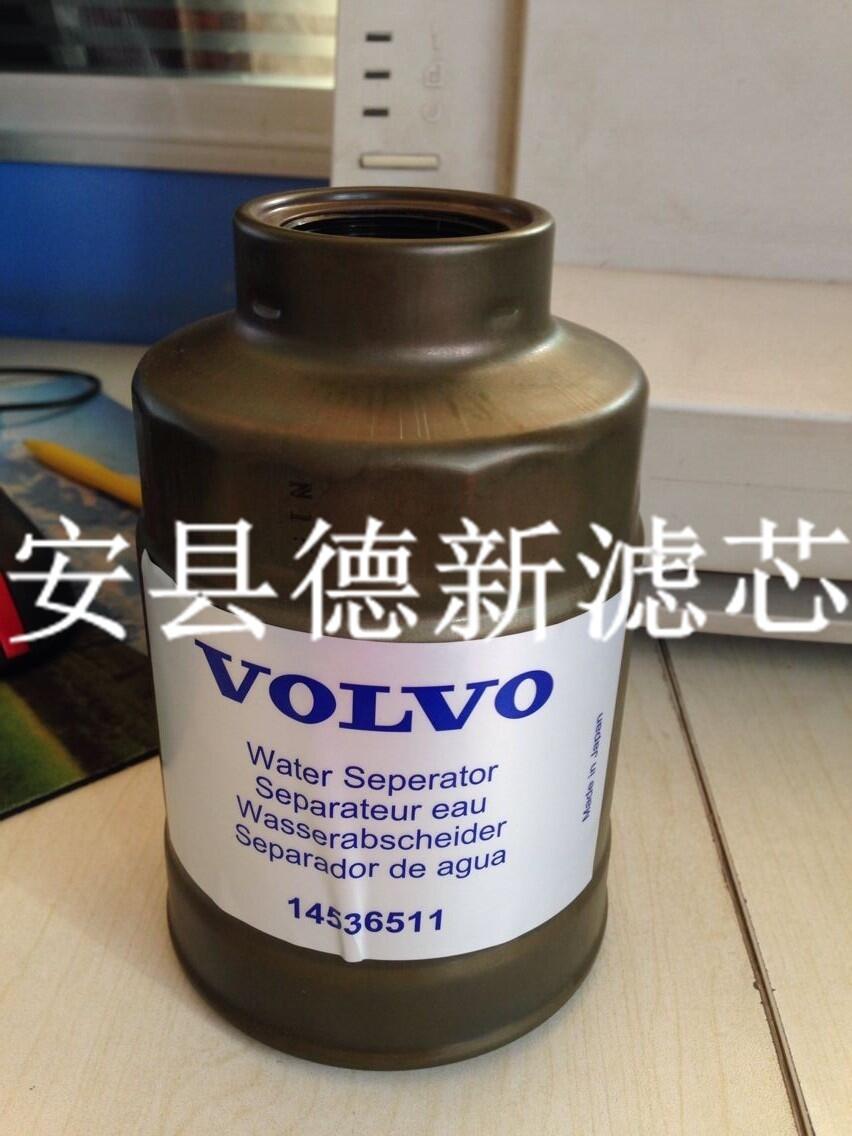 安县德新滤芯
VOLVO
Water Seperator
Separateur eau
Wasserabscheider
Separador de agua
14536511
Made in Japan